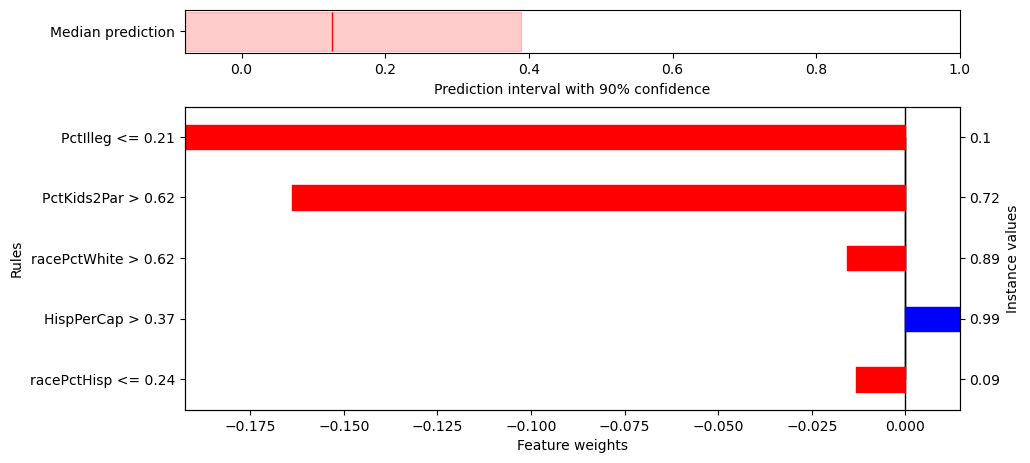 Median prediction
0.0 0.2 0.4 0.6 0.8 1.0
Prediction interval with 90% confidence
Rules
PctIlleg <= 0.21 0.1
PctKids2Par > 0.62 0.72
racePctWhite > 0.62 0.89
HispPerCap > 0.37 0.99
racePctHisp <= 0.24 0.09
Instance values
−0.175 −0.150 −0.125 −0.100 −0.075 −0.050 −0.025 0.000
Feature weights